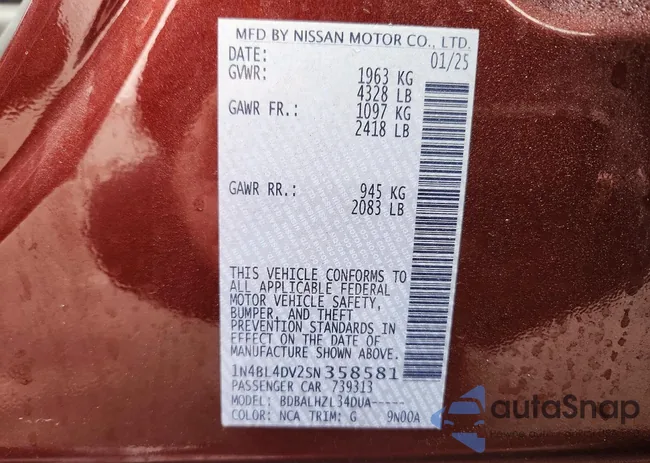 MFD BY NISSAN MOTOR CO., LTD.
DATE: 01/25
GVWR: 1963 KG
4328 LB
GAWR FR.: 1097 KG
2418 LB
GAWR RR.: 945 KG
2083 LB
THIS VEHICLE CONFORMS TO
ALL APPLICABLE FEDERAL
MOTOR VEHICLE SAFETY,
BUMPER, AND THEFT
PREVENTION STANDARDS IN
EFFECT ON THE DATE OF
MANUFACTURE SHOWN ABOVE.
1N4BL4DV2SN358581
PASSENGER CAR 739313
MODEL: BDBALHZL34DUA-----
COLOR: NCA TRIM: G 9N00A
autoSnap
www.autosnap.cloud